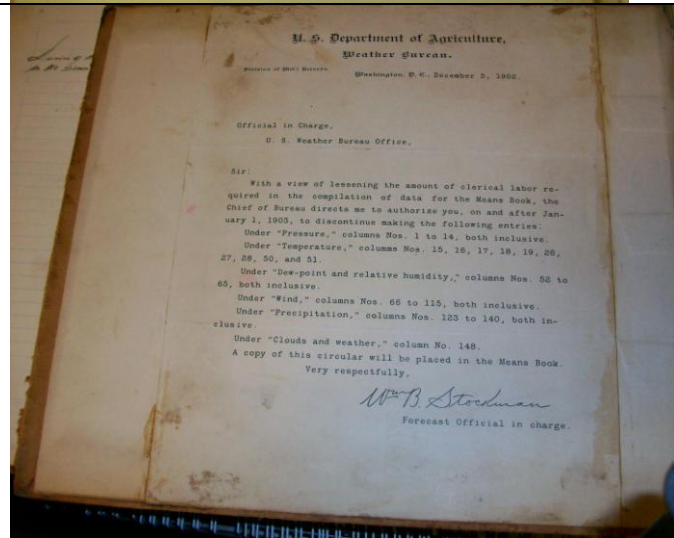 U. S. Department of Agriculture,
Weather Bureau.
Division of Met'l Records.
Washington, D. C., December 5, 1902.
Official in Charge,
U. S. Weather Bureau Office,
Sir:
With a view of lessening the amount of clerical labor re-
quired in the compilation of data for the Means Book, the
Chief of Bureau directs me to authorize you, on and after Jan-
uary 1, 1903, to discontinue making the following entries:
Under "Pressure," columns Nos. 1 to 14, both inclusive.
Under "Temperature," columns Nos. 15, 16, 17, 18, 19, 26,
27, 28, 50, and 51.
Under "Dew-point and relative humidity," columns Nos. 52 to
65, both inclusive.
Under "Wind," columns Nos. 66 to 115, both inclusive.
Under "Precipitation," columns Nos. 123 to 140, both in-
clusive.
Under "Clouds and weather," column No. 148.
A copy of this circular will be placed in the Means Book.
Very respectfully,
Wm B. Stockman
Forecast Official in charge.